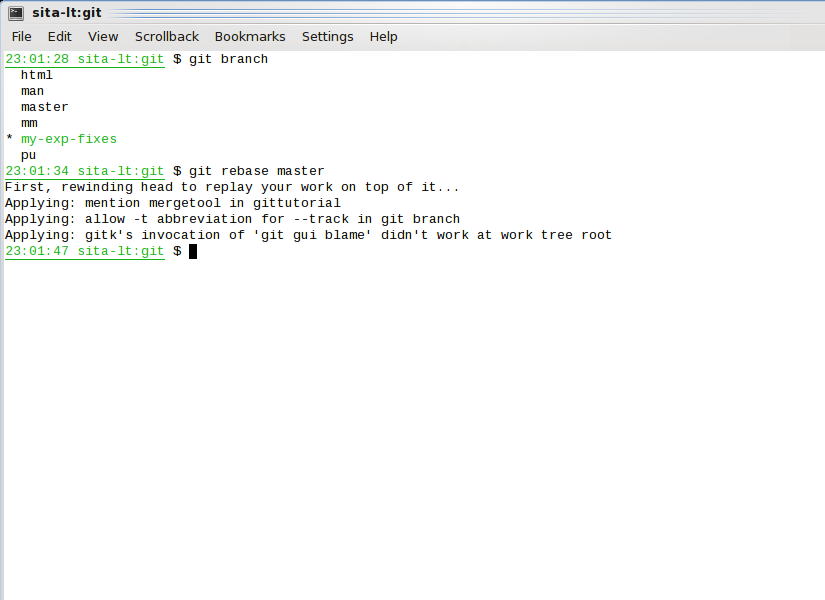 sita-lt:git
File Edit View Scrollback Bookmarks Settings Help
23:01:28 sita-lt:git $ git branch
  html
  man
  master
  mm
* my-exp-fixes
  pu
23:01:34 sita-lt:git $ git rebase master
First, rewinding head to replay your work on top of it...
Applying: mention mergetool in gittutorial
Applying: allow -t abbreviation for --track in git branch
Applying: gitk's invocation of 'git gui blame' didn't work at work tree root
23:01:47 sita-lt:git $